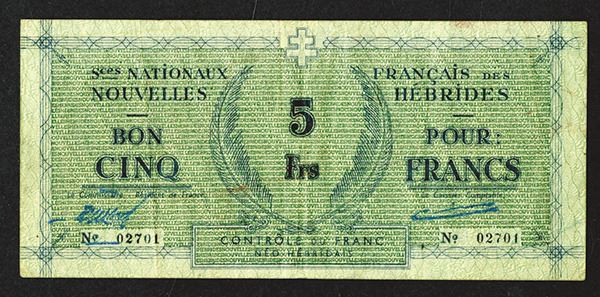 Sces NATIONAUX FRANÇAIS DES
NOUVELLES HÉBRIDES
BON POUR:
CINQ FRANCS
5
Frs
No 02701
No 02701
CONTRÔLE DU FRANC
NÉO-HÉBRIDAIS